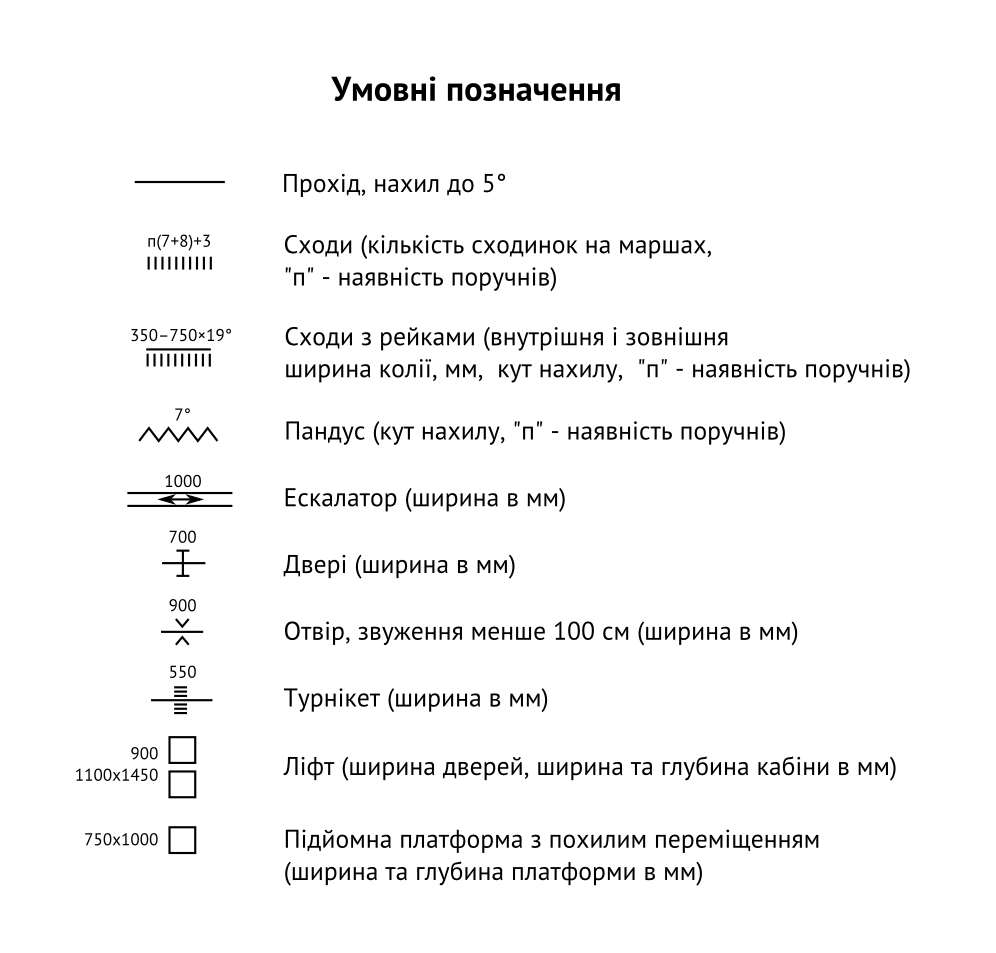 Умовні позначення
Прохід, нахил до 5°
п(7+8)+3
Сходи (кількість сходинок на маршах,
"п" - наявність поручнів)
350–750×19°
Сходи з рейками (внутрішня і зовнішня
ширина колії, мм, кут нахилу, "п" - наявність поручнів)
7°
Пандус (кут нахилу, "п" - наявність поручнів)
1000
Ескалатор (ширина в мм)
700
Двері (ширина в мм)
900
Отвір, звуження менше 100 см (ширина в мм)
550
Турнікет (ширина в мм)
900
1100x1450
Ліфт (ширина дверей, ширина та глубина кабіни в мм)
750x1000
Підйомна платформа з похилим переміщенням
(ширина та глубина платформи в мм)